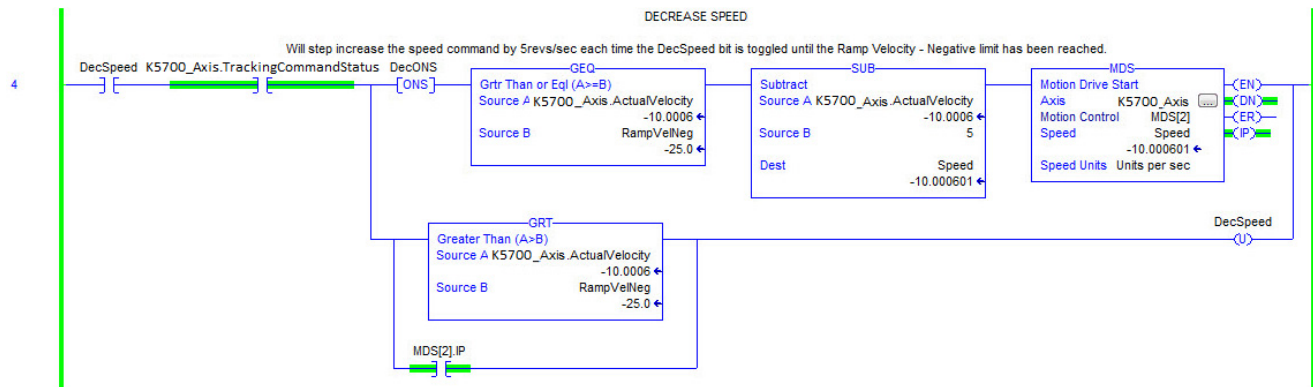 DECREASE SPEED
Will step increase the speed command by 5revs/sec each time the DecSpeed bit is toggled until the Ramp Velocity - Negative limit has been reached.
DecSpeed K5700_Axis.TrackingCommandStatus DecONS
4
ONS
GEQ
Grtr Than or Eql (A>=B)
Source A K5700_Axis.ActualVelocity
-10.0006
Source B RampVelNeg
-25.0
SUB
Subtract
Source A K5700_Axis.ActualVelocity
-10.0006
Source B 5
Dest Speed
-10.000601
MDS
Motion Drive Start
Axis K5700_Axis ...
Motion Control MDS[2]
Speed Speed
-10.000601
Speed Units Units per sec
EN
DN
ER
IP
GRT
Greater Than (A>B)
Source A K5700_Axis.ActualVelocity
-10.0006
Source B RampVelNeg
-25.0
DecSpeed
U
MDS[2].IP